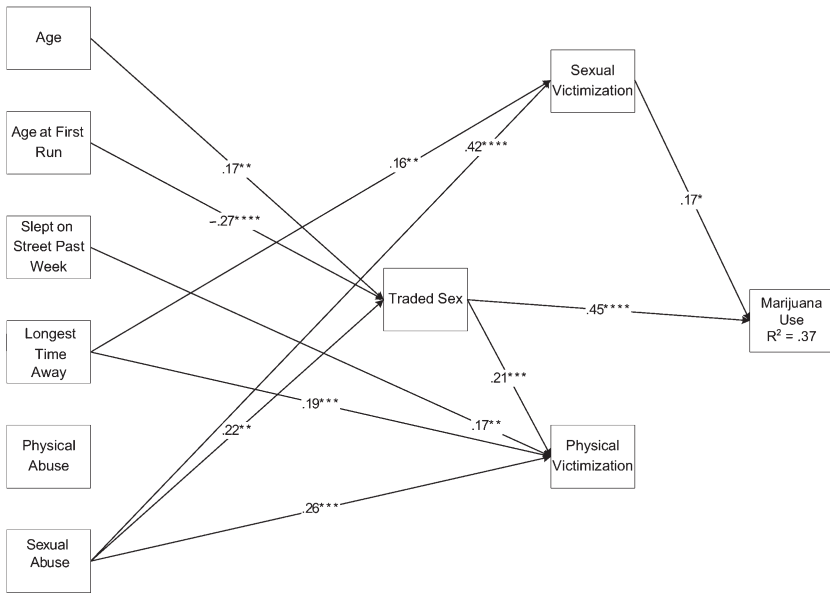 Age
Age at First
Run
Slept on
Street Past
Week
Longest
Time
Away
Physical
Abuse
Sexual
Abuse
.17**
-.27****
.16**
.42****
.22**
.19***
.17**
.26***
Traded Sex
Sexual
Victimization
Physical
Victimization
.17*
.45****
.21***
Marijuana
Use
R² = .37